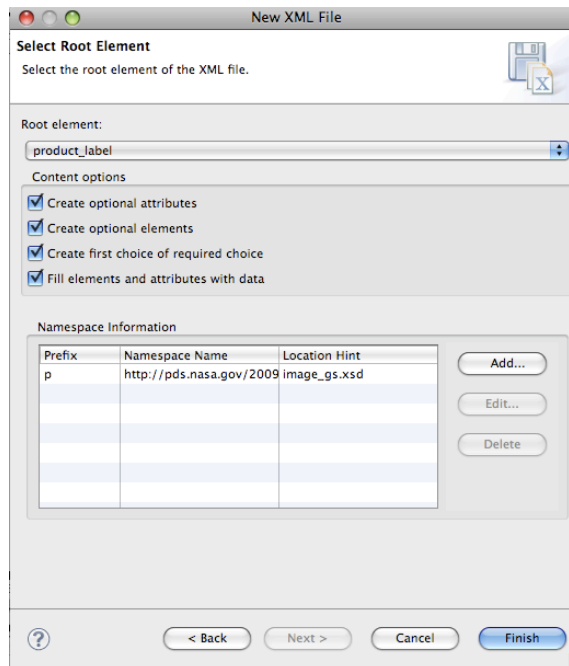 New XML File
Select Root Element
Select the root element of the XML file.
X
Root element:
product_label
Content options
Create optional attributes
Create optional elements
Create first choice of required choice
Fill elements and attributes with data
Namespace Information
Prefix Namespace Name Location Hint
p http://pds.nasa.gov/2009 image_gs.xsd
Add...
Edit...
Delete
? < Back Next > Cancel Finish